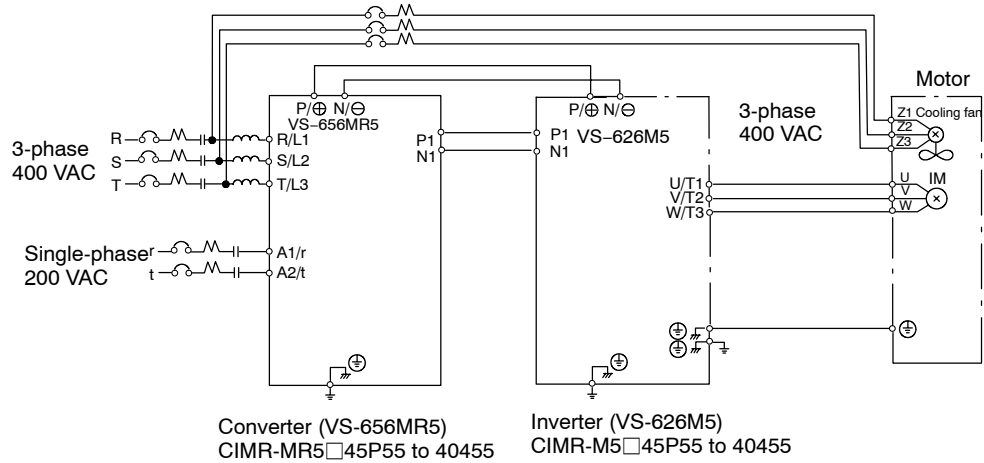 Motor
P/⊕ N/⊖
VS-656MR5
P/⊕ N/⊖
VS-626M5
3-phase
400 VAC
Z1 Cooling fan
Z2
Z3
3-phase
400 VAC
R
S
T
R/L1
S/L2
T/L3
P1
N1
P1
N1
U/T1
V/T2
W/T3
U
V
W
IM
Single-phase
200 VAC
r
t
A1/r
A2/t
Converter (VS-656MR5)
CIMR-MR5□45P55 to 40455
Inverter (VS-626M5)
CIMR-M5□45P55 to 40455